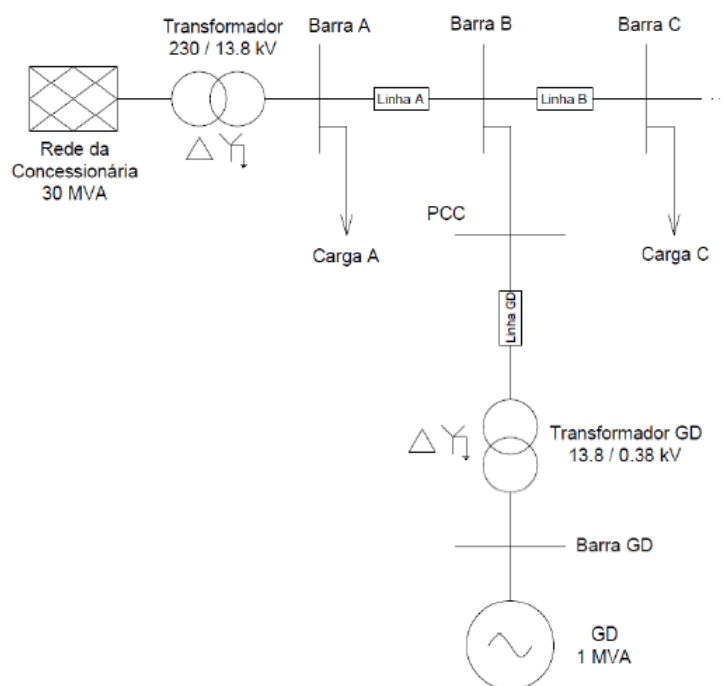 Transformador
230 / 13.8 kV
Barra A
Barra B
Barra C
Linha A
Linha B
Rede da
Concessionária
30 MVA
Carga A
PCC
Carga C
Linha GD
Transformador GD
13.8 / 0.38 kV
Barra GD
GD
1 MVA